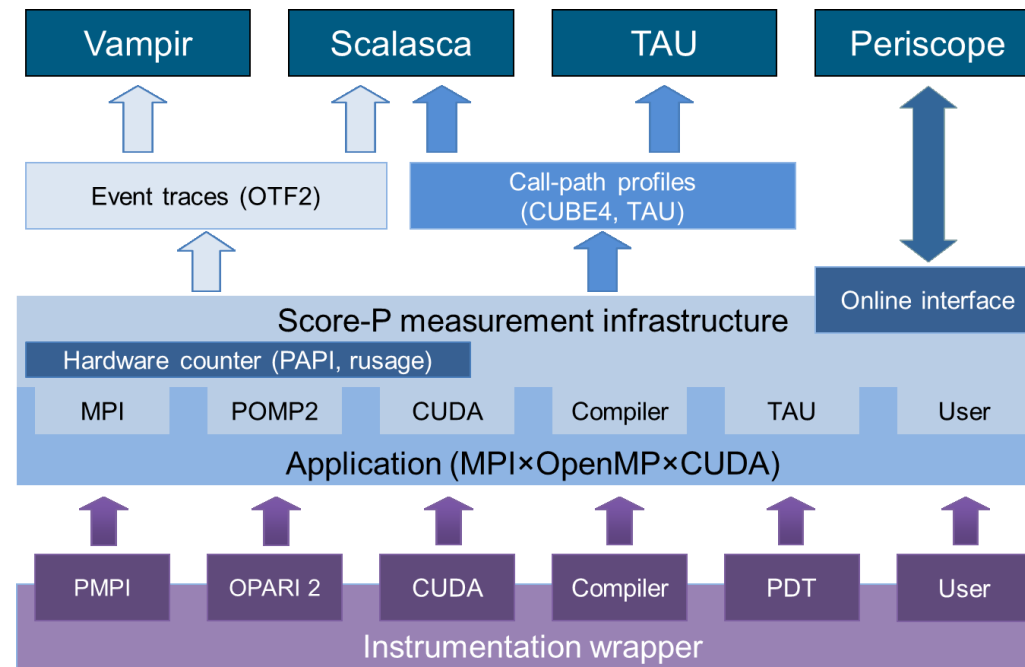 Vampir
Scalasca
TAU
Periscope
Event traces (OTF2)
Call-path profiles
(CUBE4, TAU)
Online interface
Score-P measurement infrastructure
Hardware counter (PAPI, rusage)
MPI
POMP2
CUDA
Compiler
TAU
User
Application (MPI×OpenMP×CUDA)
PMPI
OPARI 2
CUDA
Compiler
PDT
User
Instrumentation wrapper